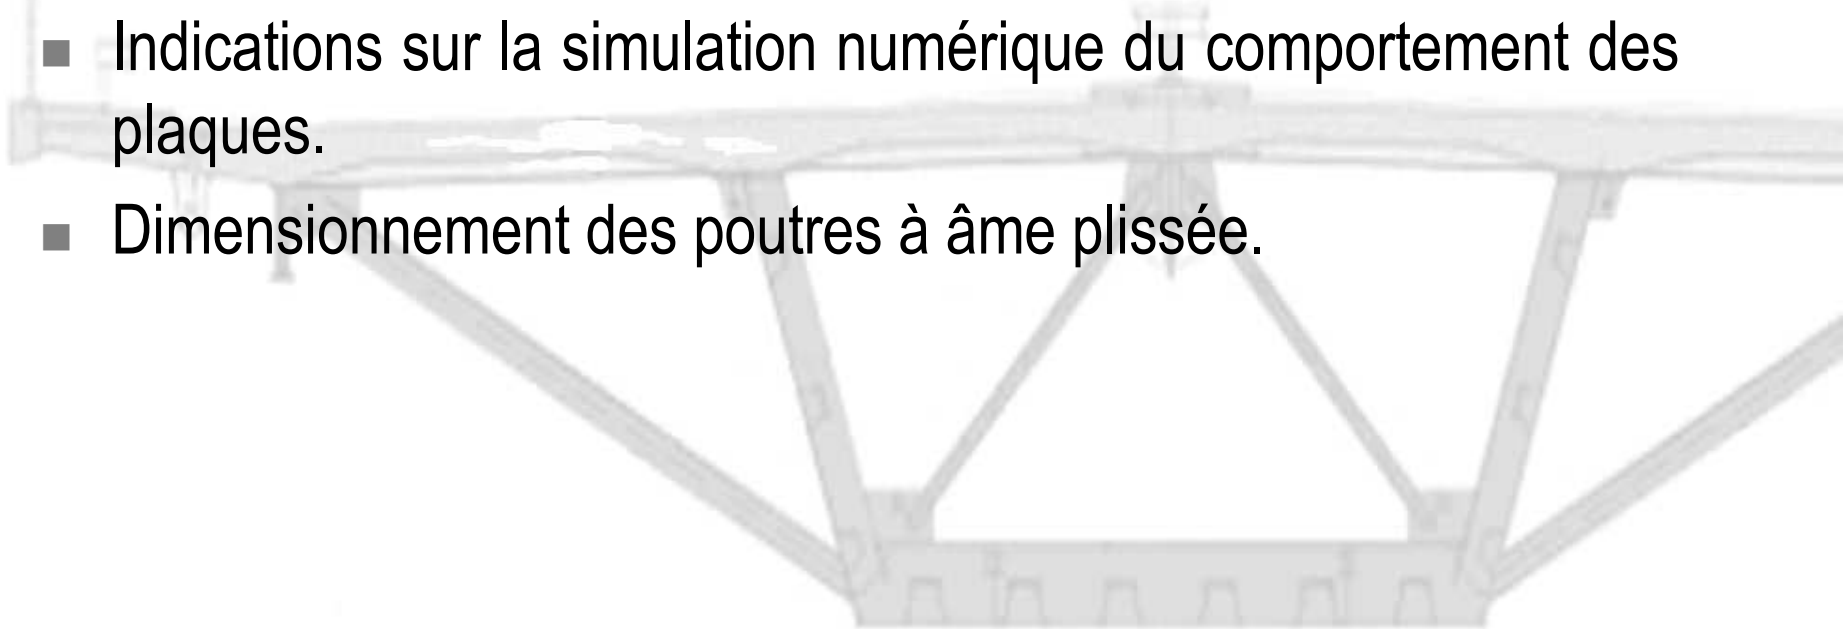 Indications sur la simulation numérique du comportement des
plaques.
Dimensionnement des poutres à âme plissée.